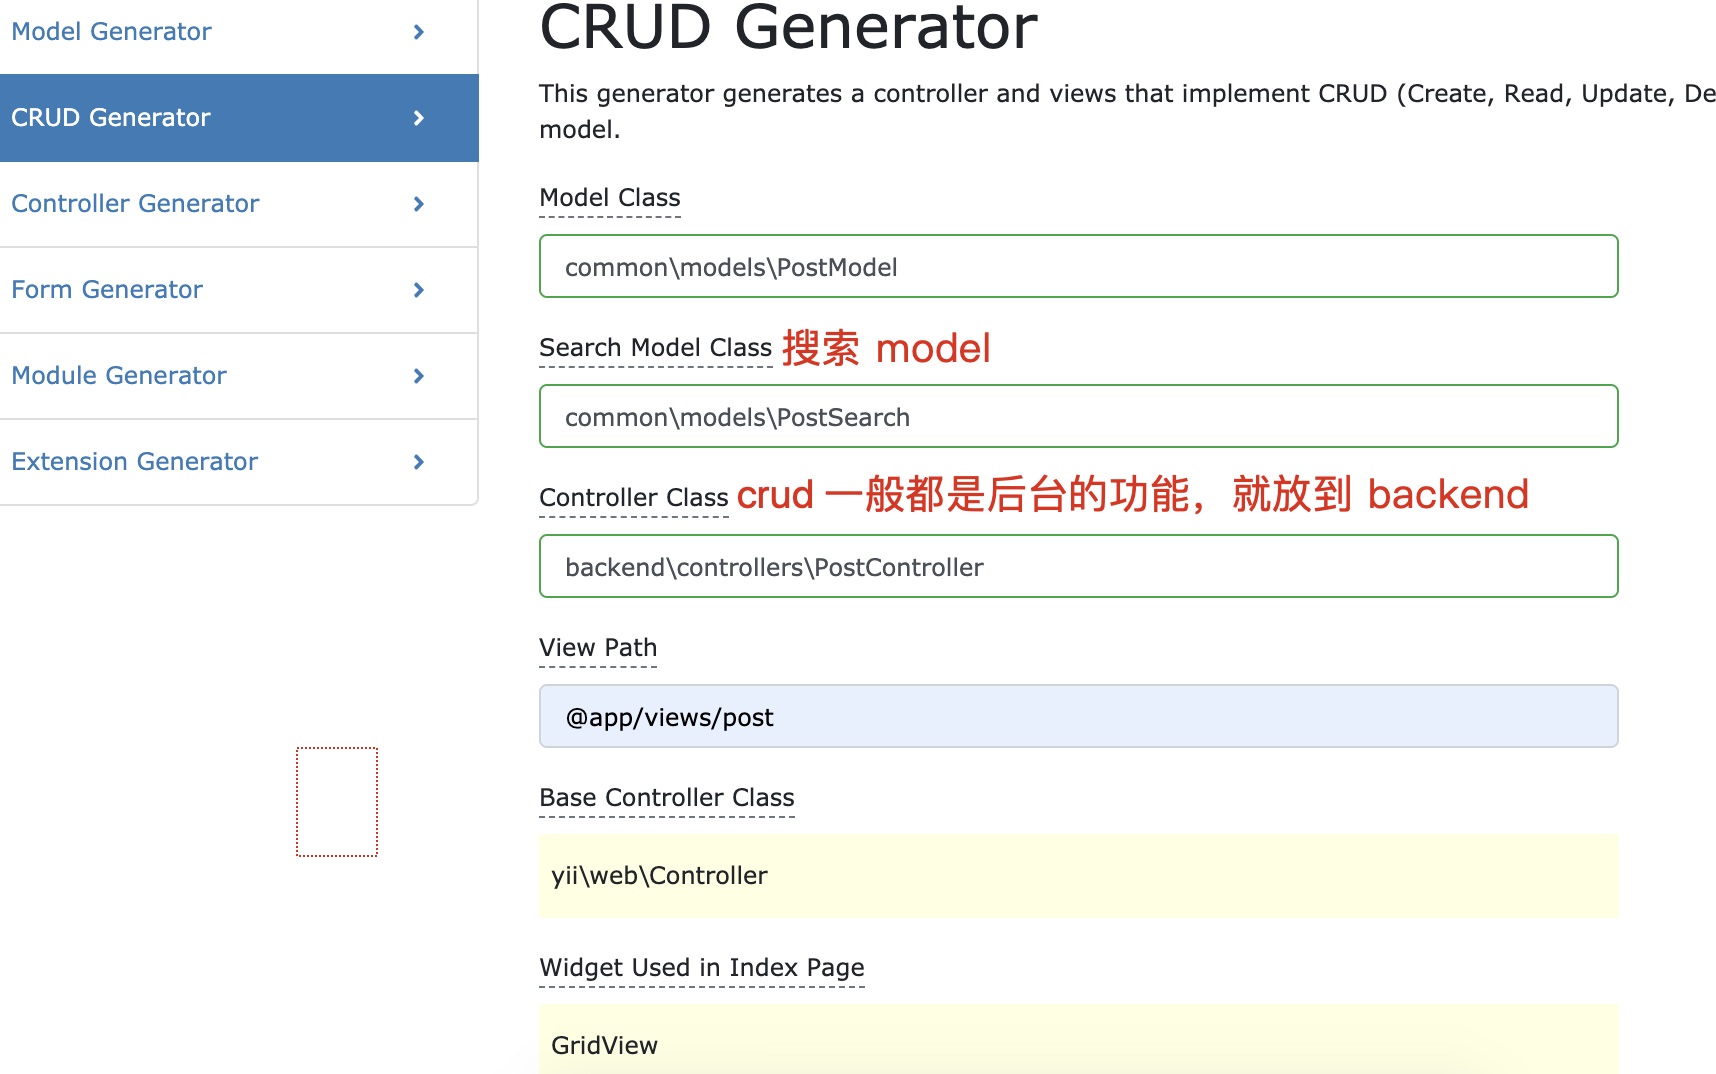 Model Generator
CRUD Generator
Controller Generator
Form Generator
Module Generator
Extension Generator
CRUD Generator
This generator generates a controller and views that implement CRUD (Create, Read, Update, De
model.
Model Class
common\models\PostModel
Search Model Class 搜索 model
common\models\PostSearch
Controller Class crud 一般都是后台的功能，就放到 backend
backend\controllers\PostController
View Path
@app/views/post
Base Controller Class
yii\web\Controller
Widget Used in Index Page
GridView